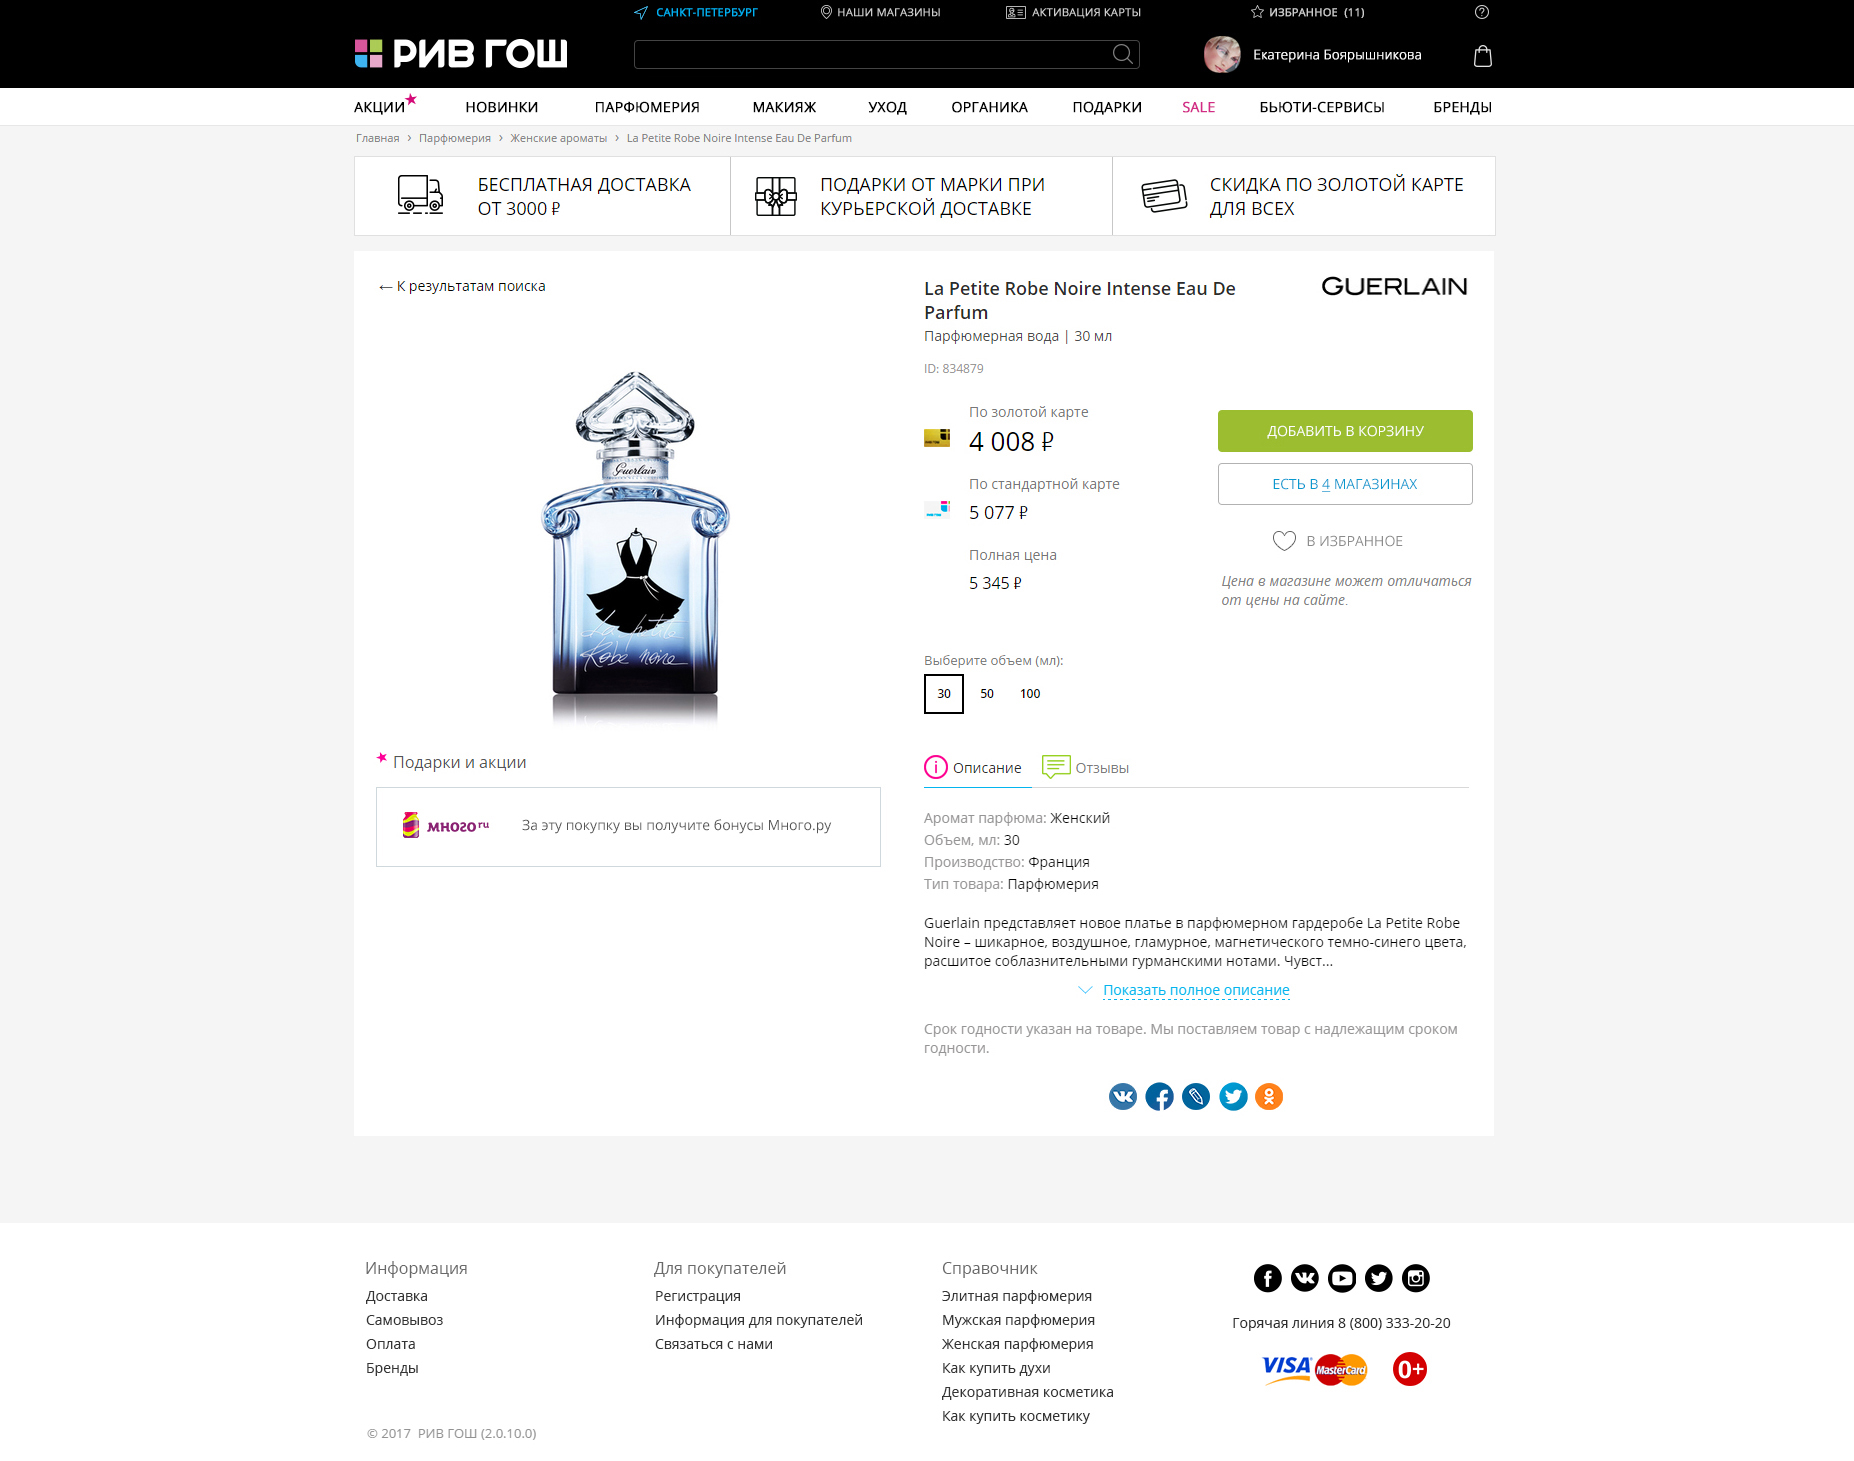 САНКТ-ПЕТЕРБУРГ
НАШИ МАГАЗИНЫ
АКТИВАЦИЯ КАРТЫ
ИЗБРАННОЕ (11)
РИВ ГОШ
Екатерина Боярышникова
АКЦИИ
НОВИНКИ
ПАРФЮМЕРИЯ
МАКИЯЖ
УХОД
ОРГАНИКА
ПОДАРКИ
SALE
БЬЮТИ-СЕРВИСЫ
БРЕНДЫ
Главная › Парфюмерия › Женские ароматы › La Petite Robe Noire Intense Eau De Parfum
БЕСПЛАТНАЯ ДОСТАВКА
ОТ 3000 ₽
ПОДАРКИ ОТ МАРКИ ПРИ
КУРЬЕРСКОЙ ДОСТАВКЕ
СКИДКА ПО ЗОЛОТОЙ КАРТЕ
ДЛЯ ВСЕХ
← К результатам поиска
Guerlain
La petite
Robe noire
La Petite Robe Noire Intense Eau De
Parfum
GUERLAIN
Парфюмерная вода | 30 мл
ID: 834879
По золотой карте
4 008 ₽
По стандартной карте
5 077 ₽
Полная цена
5 345 ₽
ДОБАВИТЬ В КОРЗИНУ
ЕСТЬ В 4 МАГАЗИНАХ
В ИЗБРАННОЕ
Цена в магазине может отличаться
от цены на сайте.
Выберите объем (мл):
30
50
100
Подарки и акции
много.ru
За эту покупку вы получите бонусы Много.ру
Описание
Отзывы
Аромат парфюма: Женский
Объем, мл: 30
Производство: Франция
Тип товара: Парфюмерия
Guerlain представляет новое платье в парфюмерном гардеробе La Petite Robe
Noire – шикарное, воздушное, гламурное, магнетического темно-синего цвета,
расшитое соблазнительными гурманскими нотами. Чувст...
Показать полное описание
Срок годности указан на товаре. Мы поставляем товар с надлежащим сроком
годности.
Информация
Доставка
Самовывоз
Оплата
Бренды
Для покупателей
Регистрация
Информация для покупателей
Связаться с нами
Справочник
Элитная парфюмерия
Мужская парфюмерия
Женская парфюмерия
Как купить духи
Декоративная косметика
Как купить косметику
Горячая линия 8 (800) 333-20-20
VISA
MasterCard
0+
© 2017 РИВ ГОШ (2.0.10.0)